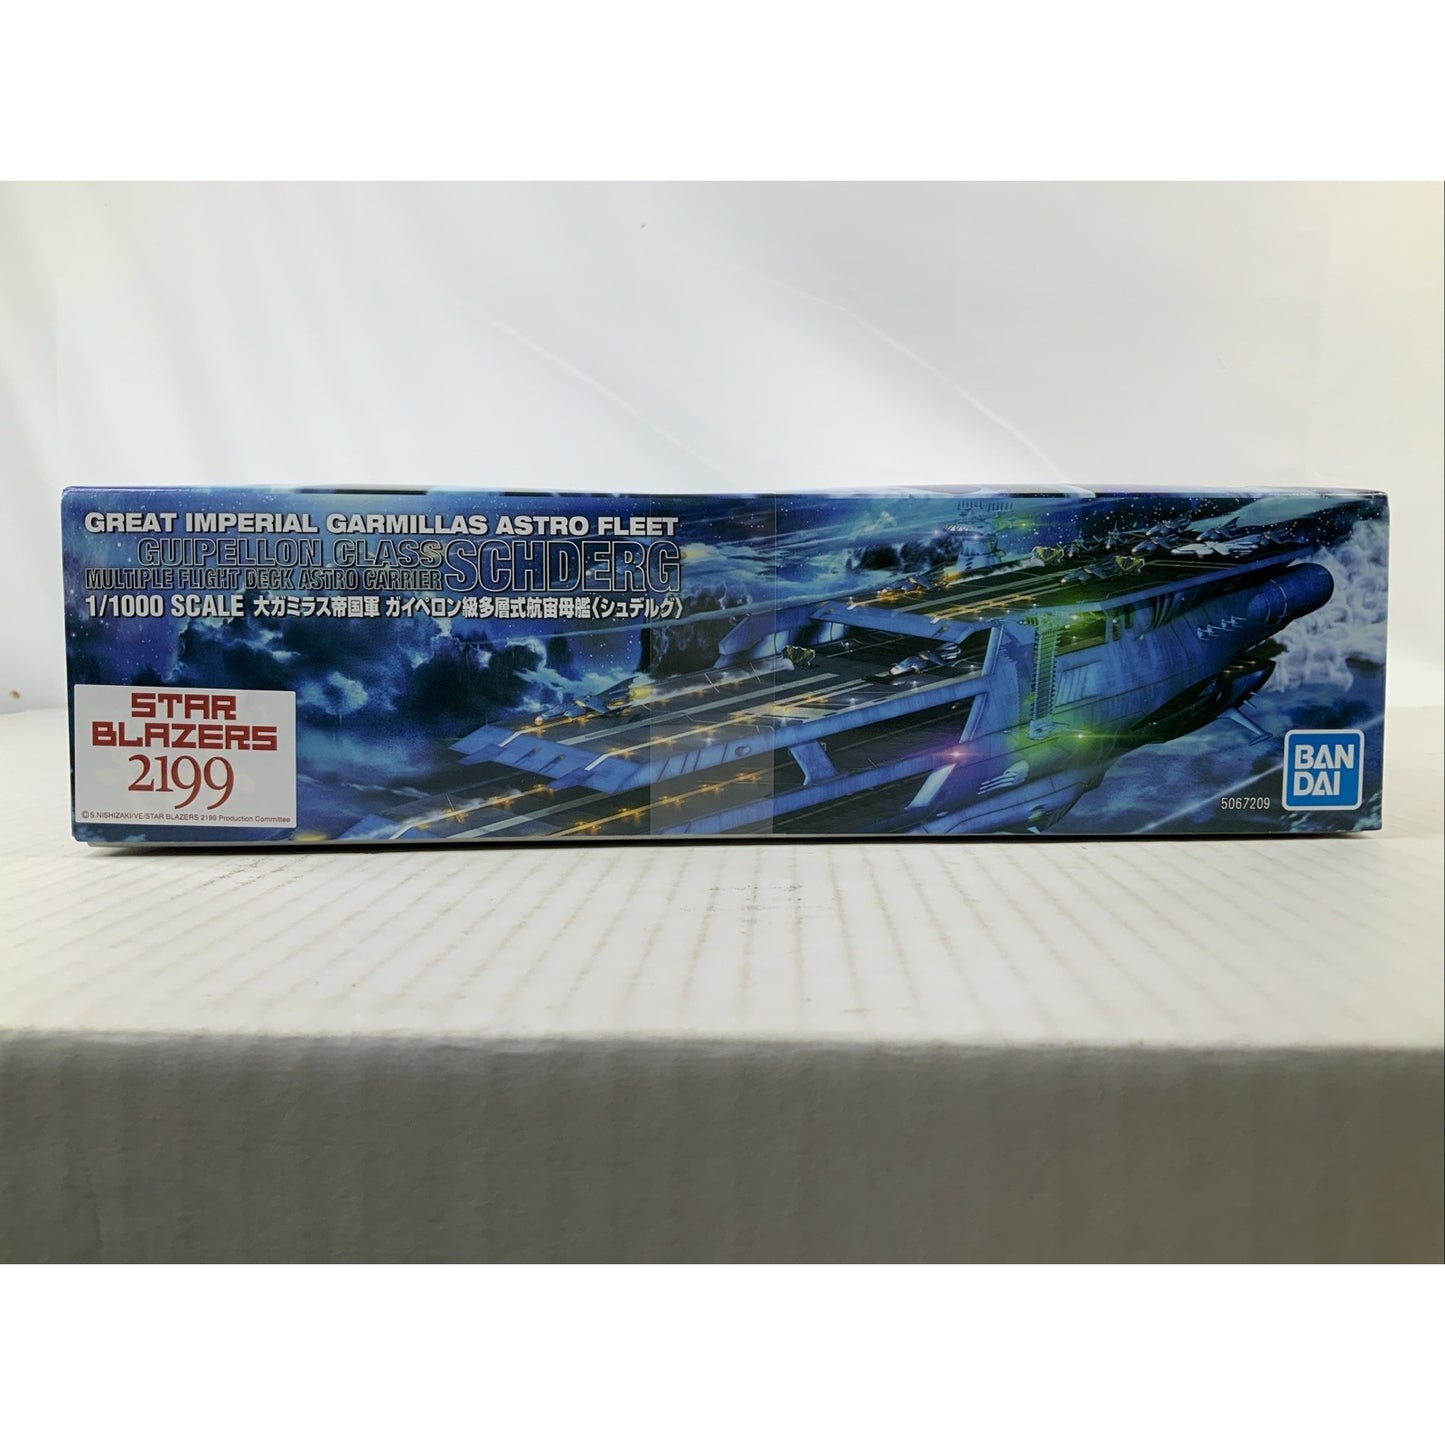 GREAT IMPERIAL GARMILLAS ASTRO FLEET
GUIPELLON CLASS
MULTIPLE FLIGHT DECK ASTRO CARRIER
SCHDERG
1/1000 SCALE 大ガミラス帝国軍 ガイペロン級多層式航宙母艦〈シュデルグ〉
STAR
BLAZERS
2199
©S.NISHIZAKI/VE/STAR BLAZERS 2199 Production Committee
5067209
BAN
DAI